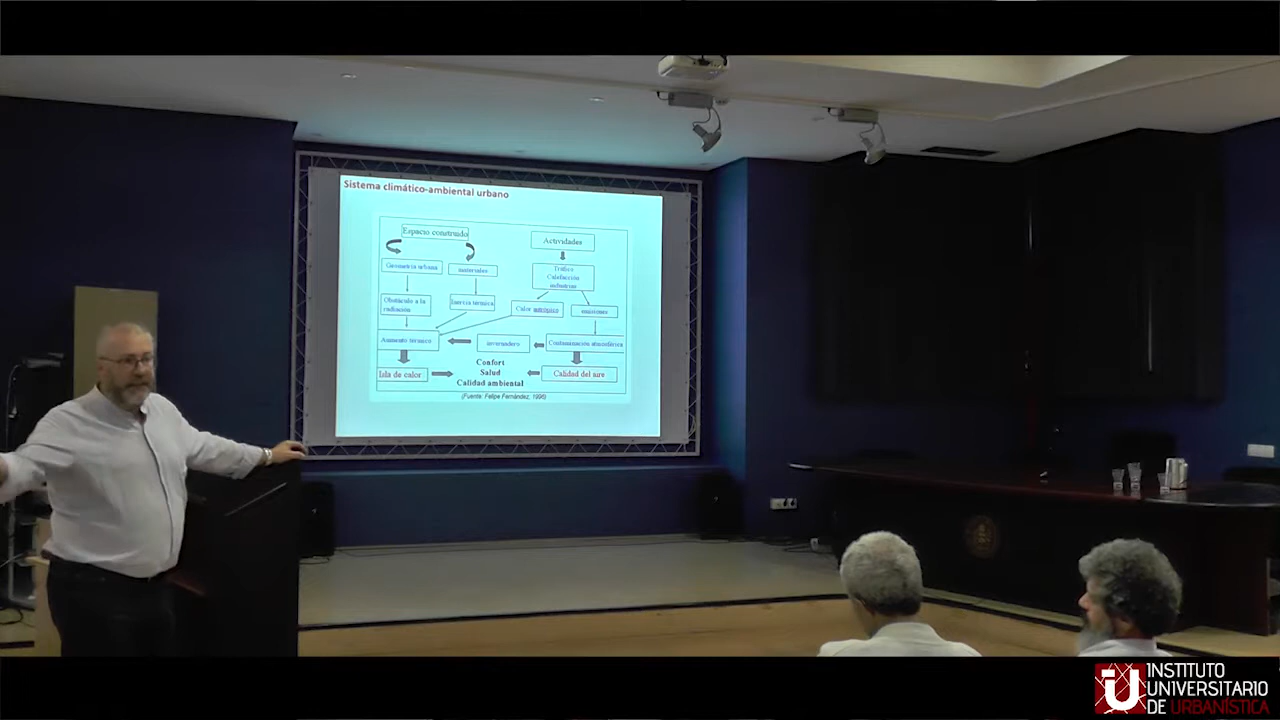 Sistema climático-ambiental urbano
Espacio construido
Actividades
Geometría urbana
materiales
Tráfico
Calefacción
industrias
Obstáculo a la
radiación
Inercia térmica
Calor
emisiones
Aumento térmico
invernadero
Contaminación atmosférica
Confort
Salud
Calidad ambiental
Isla de calor
Calidad del aire
(Fuente: Felipe Fernández, 1996)
INSTITUTO
UNIVERSITARIO
DE URBANÍSTICA